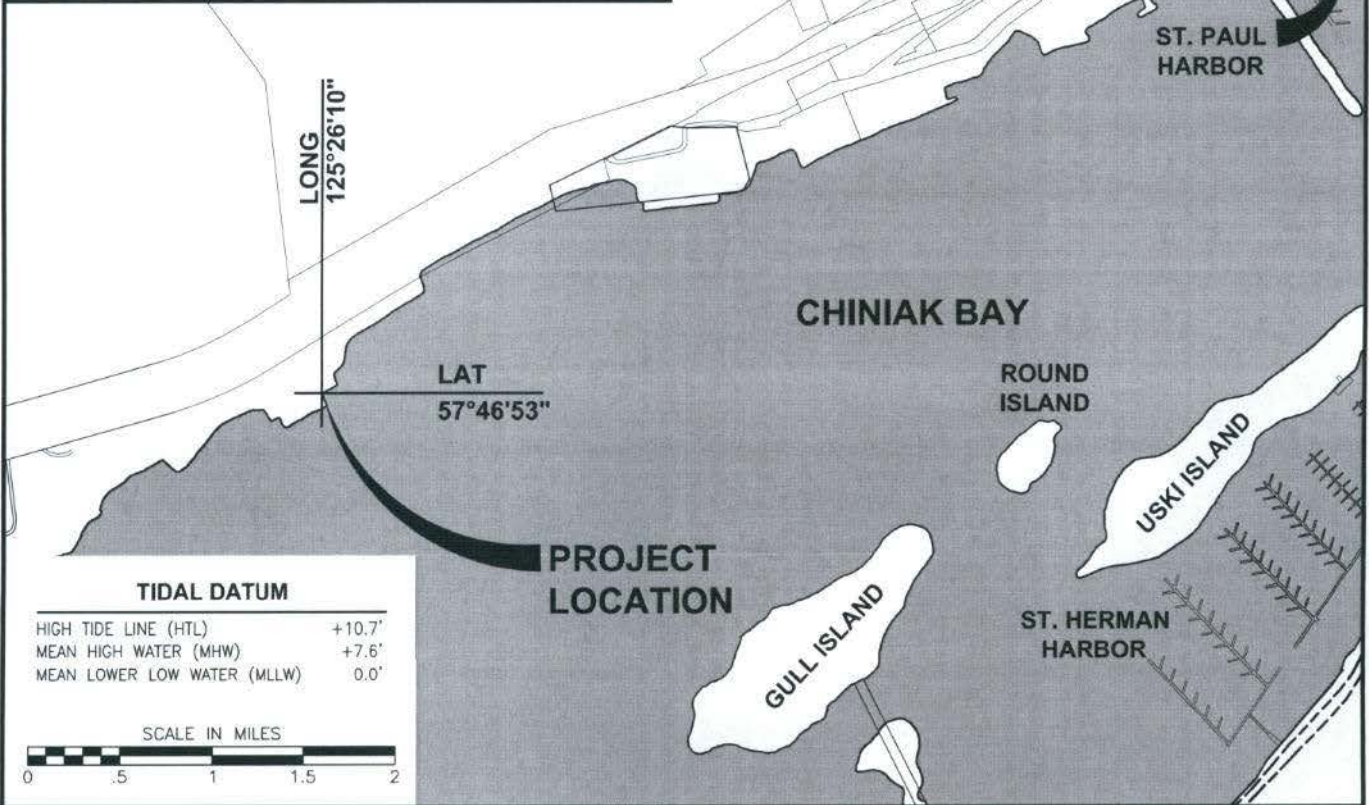 ST. PAUL
HARBOR
LONG
125°26'10"
CHINIAK BAY
LAT
57°46'53"
ROUND
ISLAND
USKI ISLAND
PROJECT
LOCATION
GULL ISLAND
ST. HERMAN
HARBOR
TIDAL DATUM
HIGH TIDE LINE (HTL) +10.7'
MEAN HIGH WATER (MHW) +7.6'
MEAN LOWER LOW WATER (MLLW) 0.0'
SCALE IN MILES
0 .5 1 1.5 2